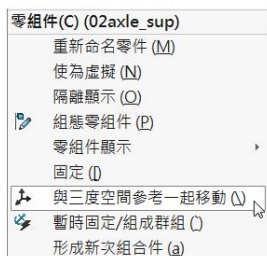 零組件(C) (02axle_sup)
重新命名零件 (M)
使為虛擬 (N)
隔離顯示 (O)
組態零組件 (P)
零組件顯示
固定 (I)
與三度空間參考一起移動 (\)
暫時固定/組成群組 (`)
形成新次組合件 (a)